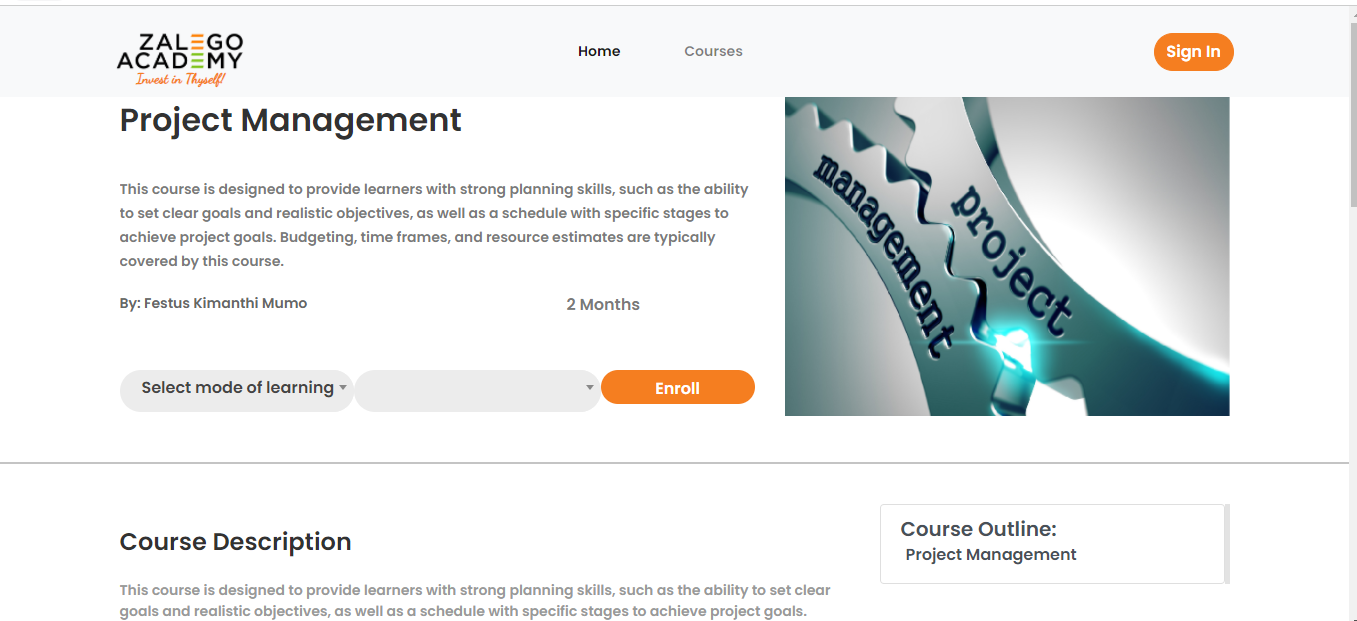 ZALEGO
ACADEMY
Invest in Thyself!
Home
Courses
Sign In
Project Management
This course is designed to provide learners with strong planning skills, such as the ability
to set clear goals and realistic objectives, as well as a schedule with specific stages to
achieve project goals. Budgeting, time frames, and resource estimates are typically
covered by this course.
By: Festus Kimanthi Mumo
2 Months
Select mode of learning
Enroll
management
project
Course Description
This course is designed to provide learners with strong planning skills, such as the ability to set clear
goals and realistic objectives, as well as a schedule with specific stages to achieve project goals.
Course Outline:
Project Management